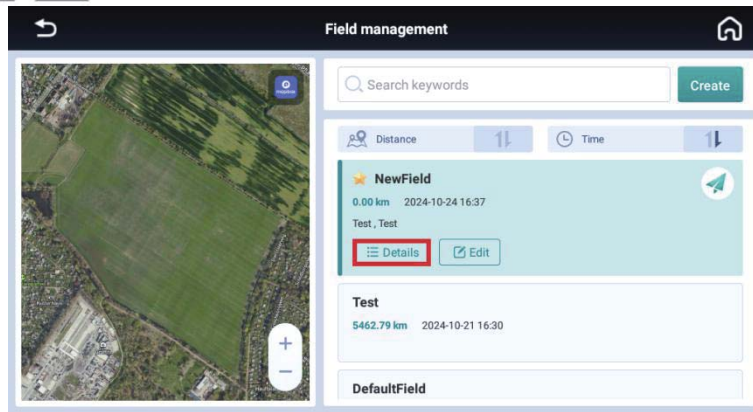 Field management
Search keywords
Create
Distance
Time
NewField
0.00 km 2024-10-24 16:37
Test , Test
Details
Edit
Test
5462.79 km 2024-10-21 16:30
DefaultField
+
−